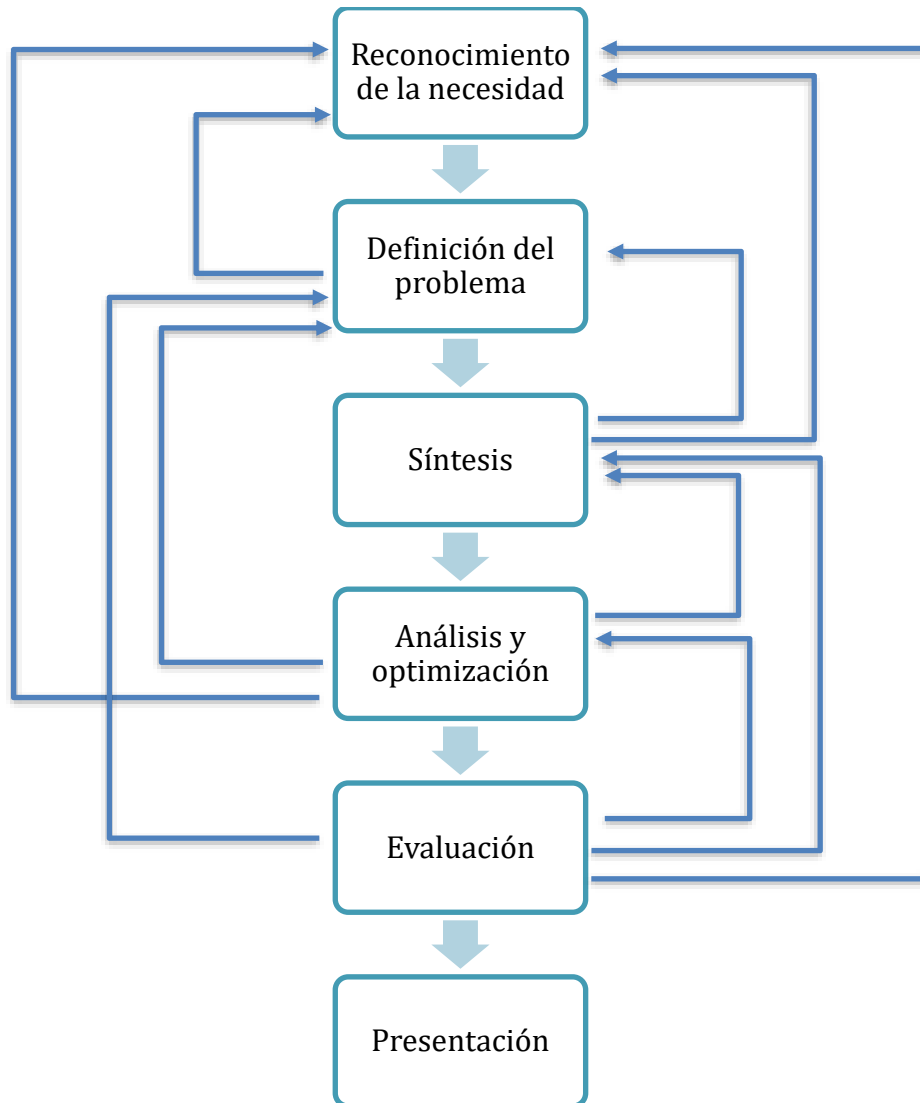 Reconocimiento
de la necesidad
Definición del
problema
Síntesis
Análisis y
optimización
Evaluación
Presentación